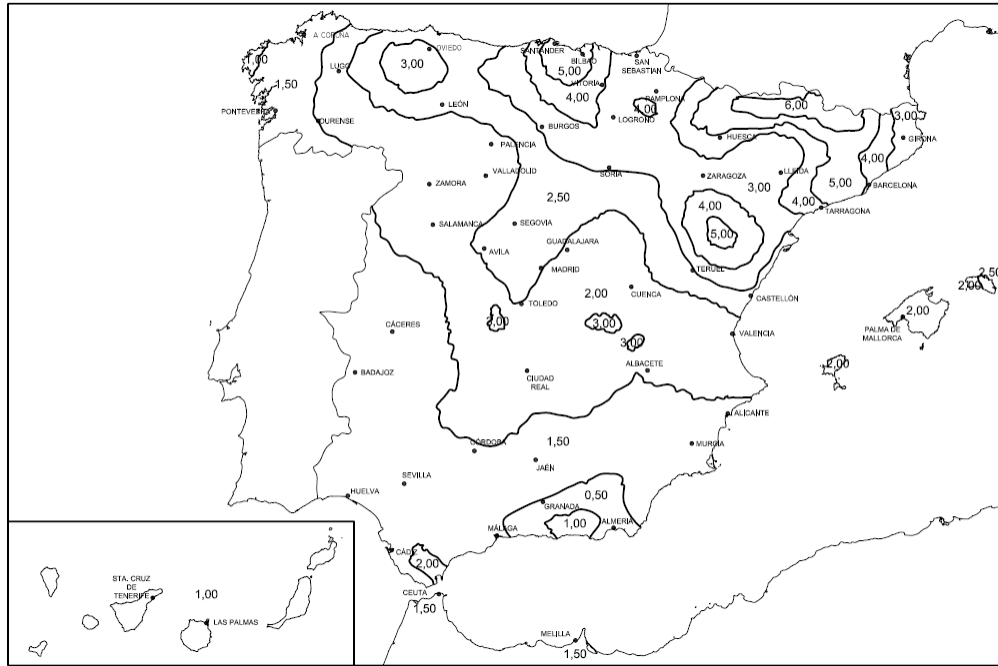 A CORUÑA
OVIEDO
SANTANDER
BILBAO
SAN
SEBASTIAN
1,00
LUGO
3,00
5,00
1,50
VITORIA
4,00
PAMPLONA
4,00
6,00
LEÓN
PONTEVEDRA
OURENSE
BURGOS
LOGROÑO
HUESCA
3,00
GIRONA
PALENCIA
4,00
VALLADOLID
ZAMORA
SORIA
ZARAGOZA
LLEIDA
3,00
5,00
BARCELONA
2,50
4,00
4,00
TARRAGONA
SALAMANCA
SEGOVIA
5,00
GUADALAJARA
AVILA
MADRID
TERUEL
2,50
2,00
CUENCA
2,00
CASTELLÓN
TOLEDO
2,00
3,00
3,00
CÁCERES
PALMA DE
MALLORCA
VALENCIA
3,00
2,00
BADAJOZ
CIUDAD
REAL
ALBACETE
ALICANTE
1,50
MURCIA
CÓRDOBA
JAÉN
SEVILLA
HUELVA
0,50
GRANADA
1,00
ALMERIA
MÁLAGA
CÁDIZ
2,00
CEUTA
1,50
MELILLA
1,50
STA. CRUZ
DE
TENERIFE
1,00
LAS PALMAS